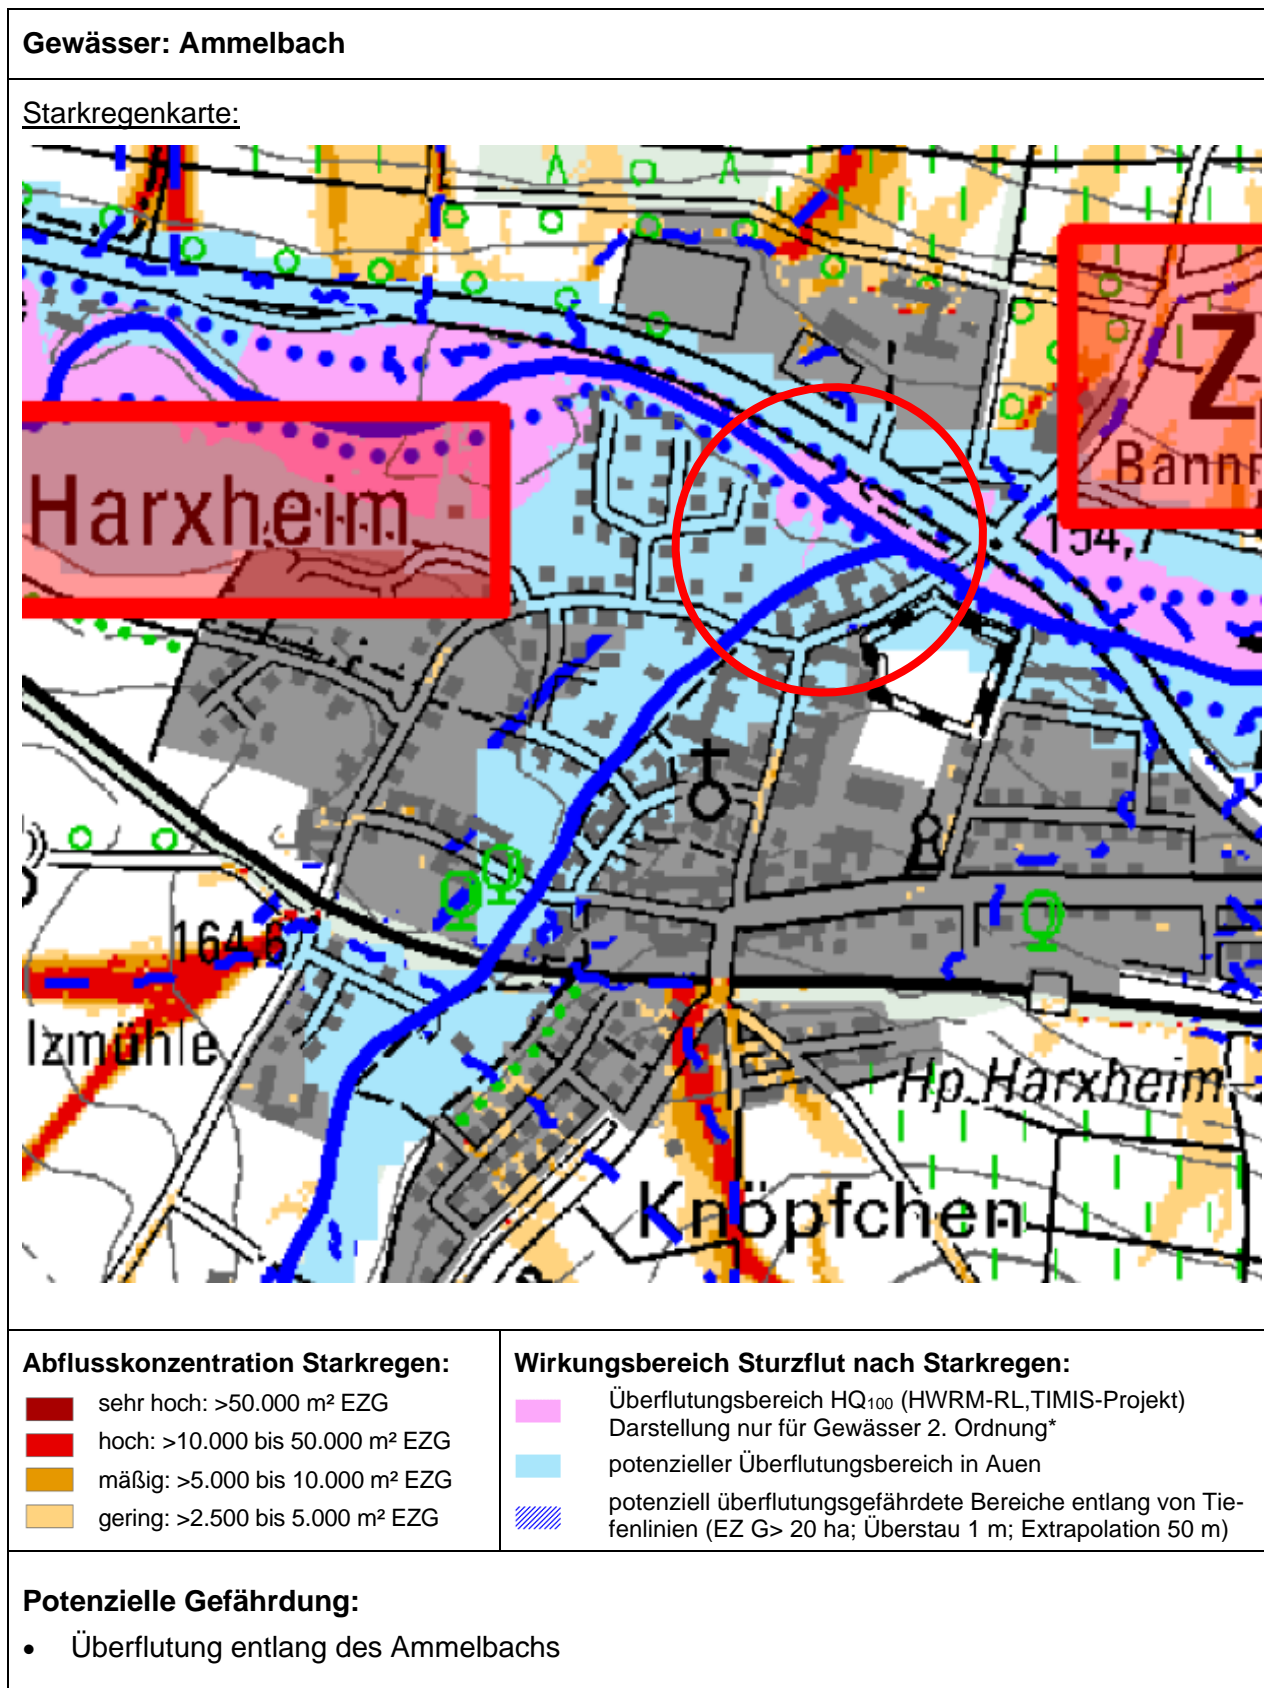 Gewässer: Ammelbach
Starkregenkarte:
Harxheim
Bannr
154,
164.6
lzmühle
Hp. Harxheim
Knöpfchen
Abflusskonzentration Starkregen:
sehr hoch: >50.000 m² EZG
hoch: >10.000 bis 50.000 m² EZG
mäßig: >5.000 bis 10.000 m² EZG
gering: >2.500 bis 5.000 m² EZG
Wirkungsbereich Sturzflut nach Starkregen:
Überflutungsbereich HQ₁₀₀ (HWRM-RL,TIMIS-Projekt)
Darstellung nur für Gewässer 2. Ordnung*
potenzieller Überflutungsbereich in Auen
potenziell überflutungsgefährdete Bereiche entlang von Tie-
fenlinien (EZ G> 20 ha; Überstau 1 m; Extrapolation 50 m)
Potenzielle Gefährdung:
• Überflutung entlang des Ammelbachs